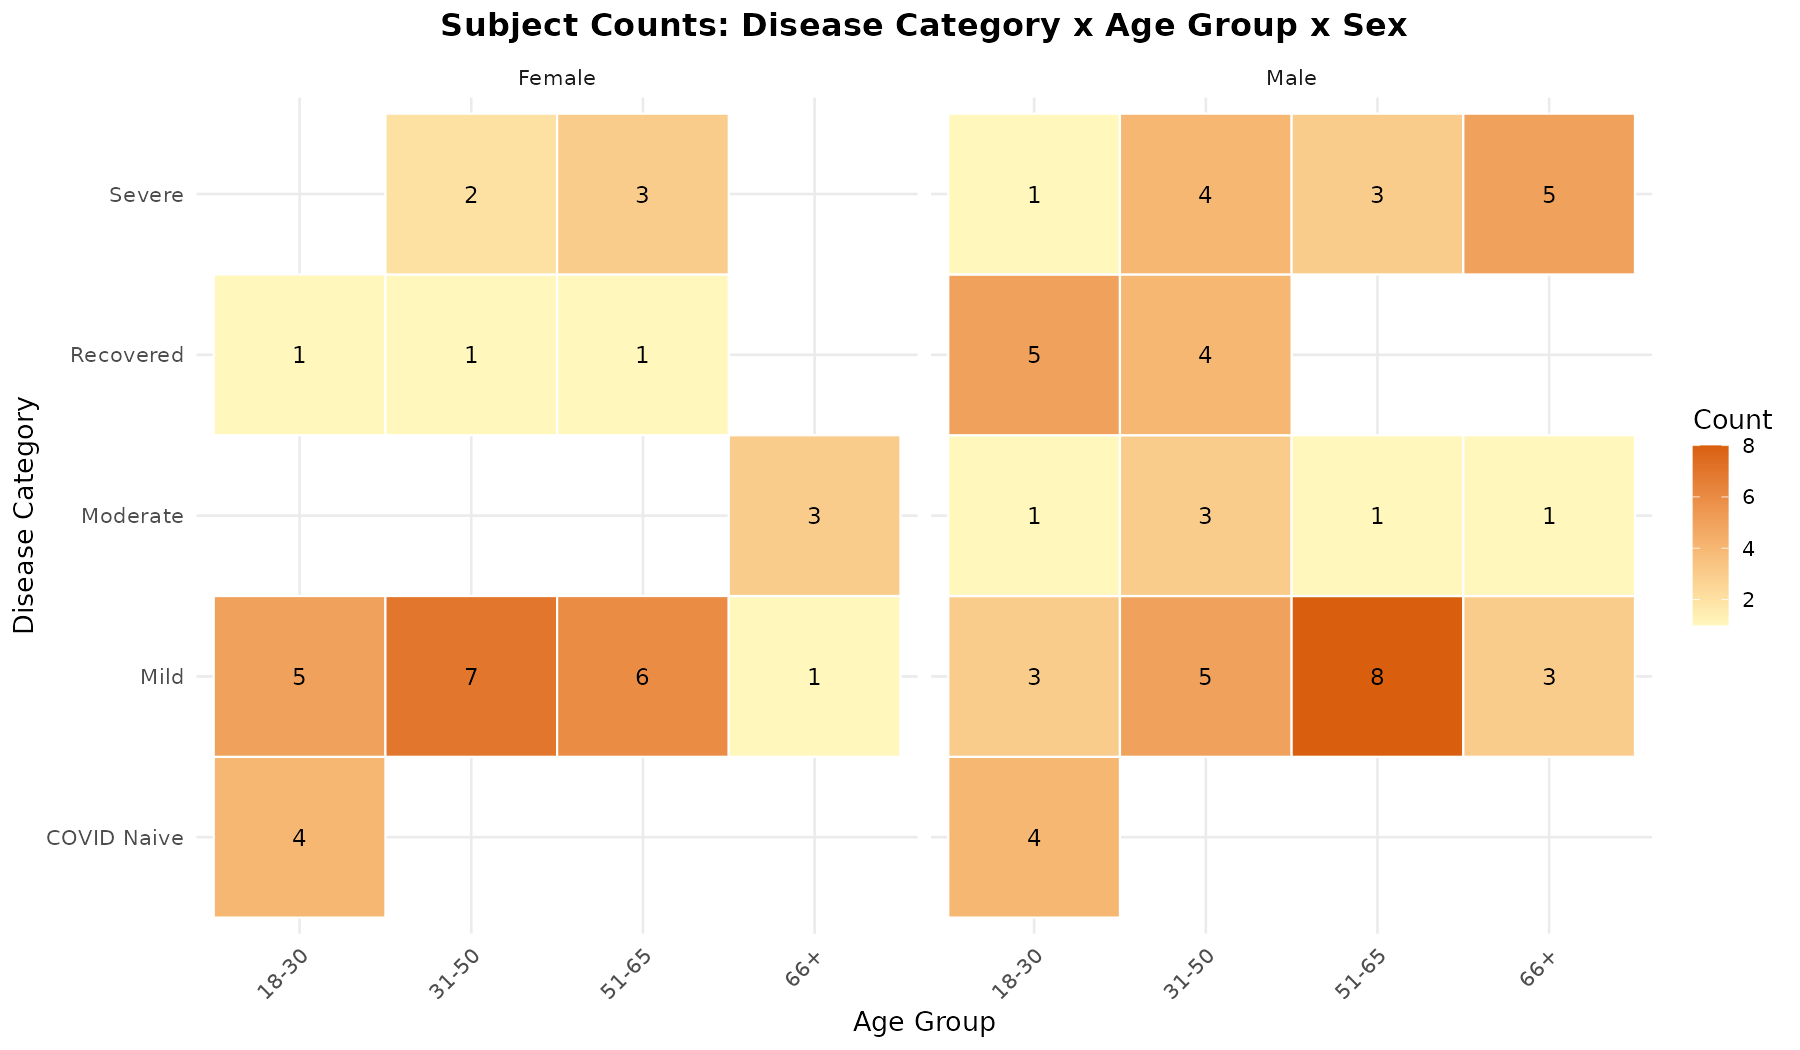 Subject Counts: Disease Category x Age Group x Sex
Female Male
Severe 2 3 1 4 3 5
Recovered 1 1 1 5 4
Moderate 3 1 3 1 1
Mild 5 7 6 1 3 5 8 3
COVID Naive 4 4
18-30 31-50 51-65 66+ 18-30 31-50 51-65 66+
Age Group
Disease Category
Count
8
6
4
2